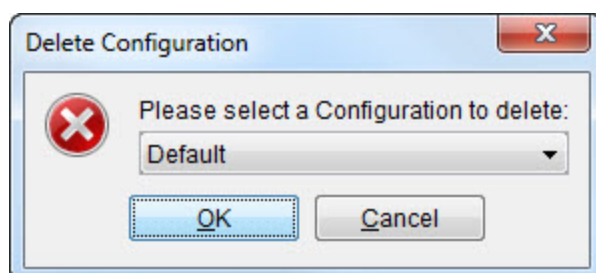 Delete Configuration
Please select a Configuration to delete:
Default
OK Cancel